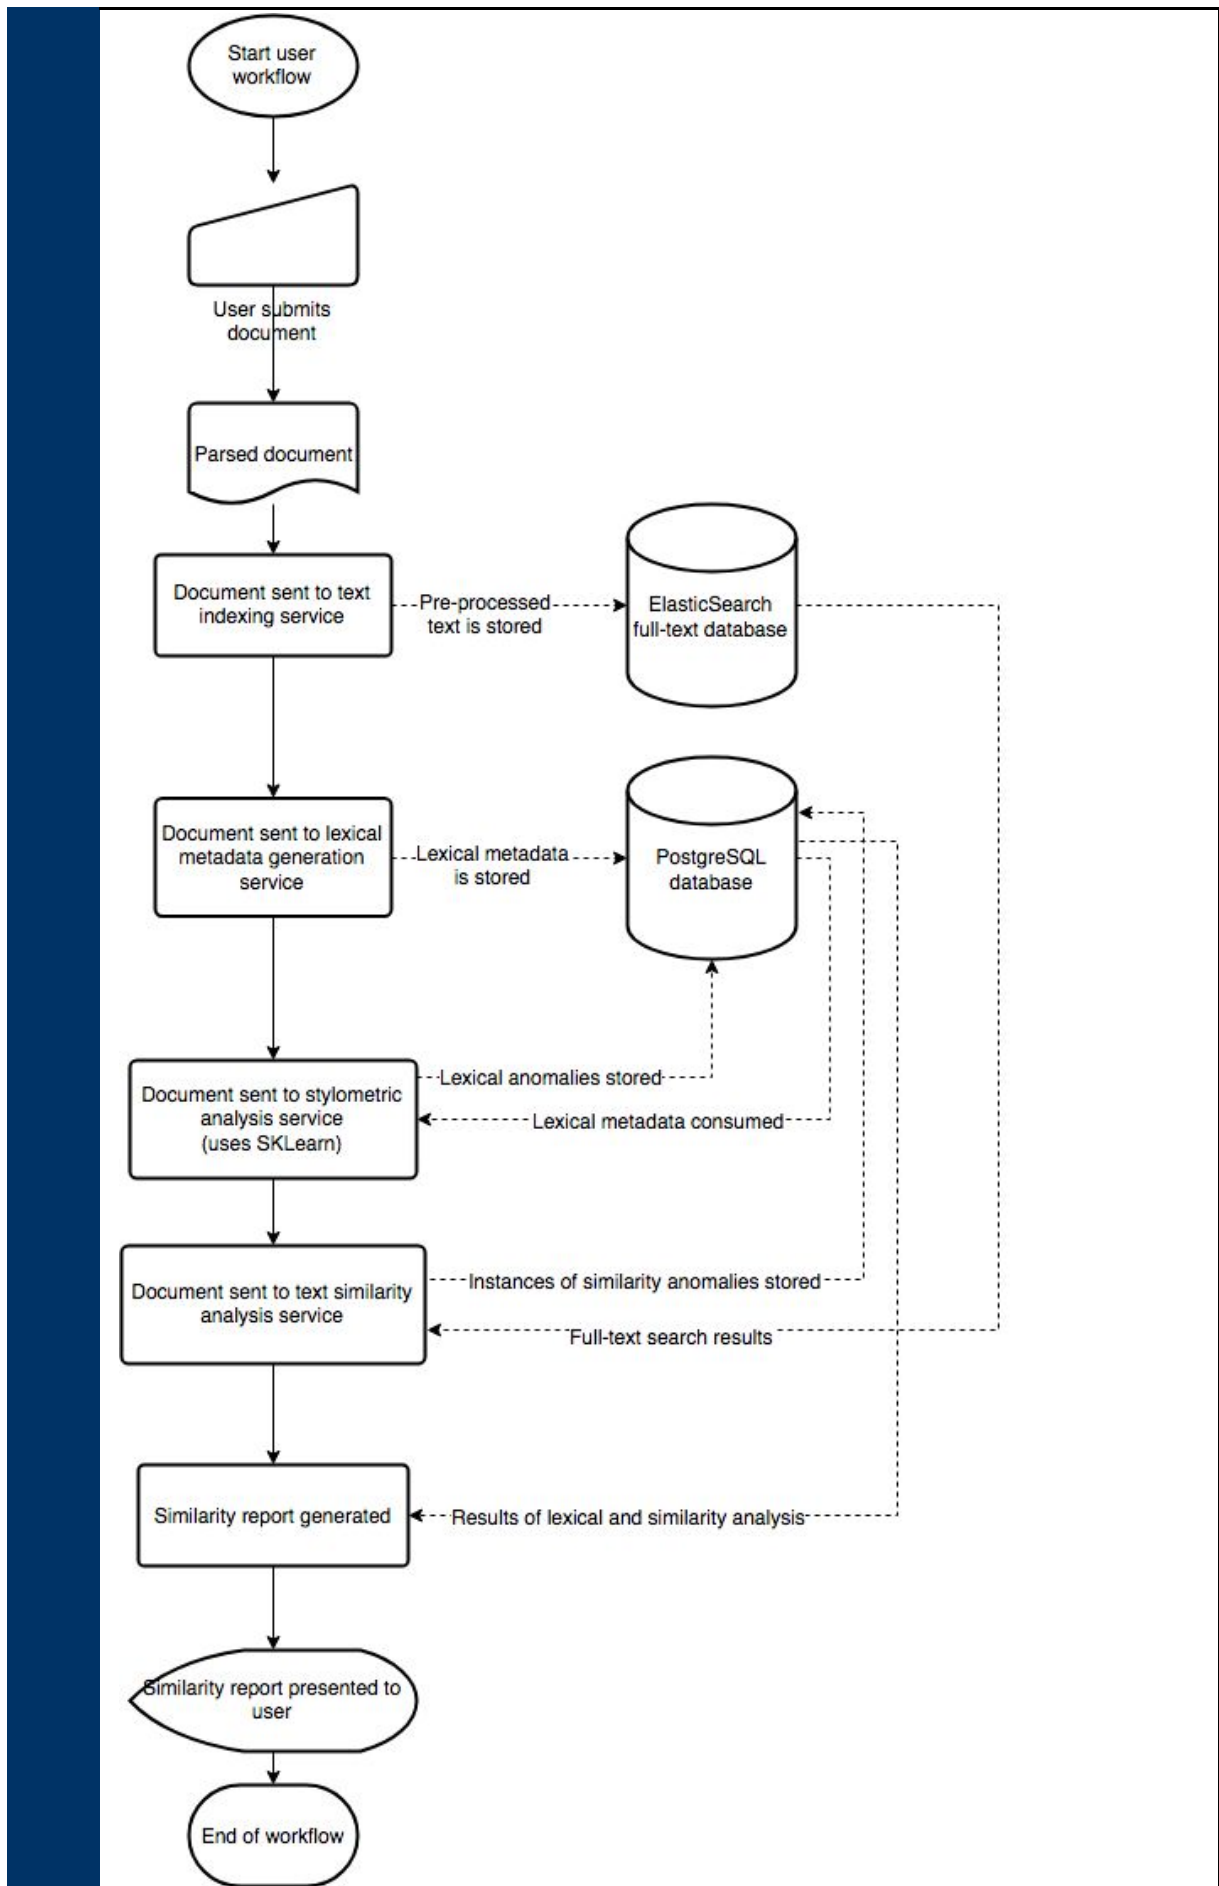 Start user
workflow
User submits
document
Parsed document
Document sent to text
indexing service
Pre-processed
text is stored
ElasticSearch
full-text database
Document sent to lexical
metadata generation
service
Lexical metadata
is stored
PostgreSQL
database
Lexical anomalies stored
Document sent to stylometric
analysis service
(uses SKLearn)
Lexical metadata consumed
Instances of similarity anomalies stored
Document sent to text similarity
analysis service
Full-text search results
Similarity report generated
Results of lexical and similarity analysis
Similarity report presented to
user
End of workflow